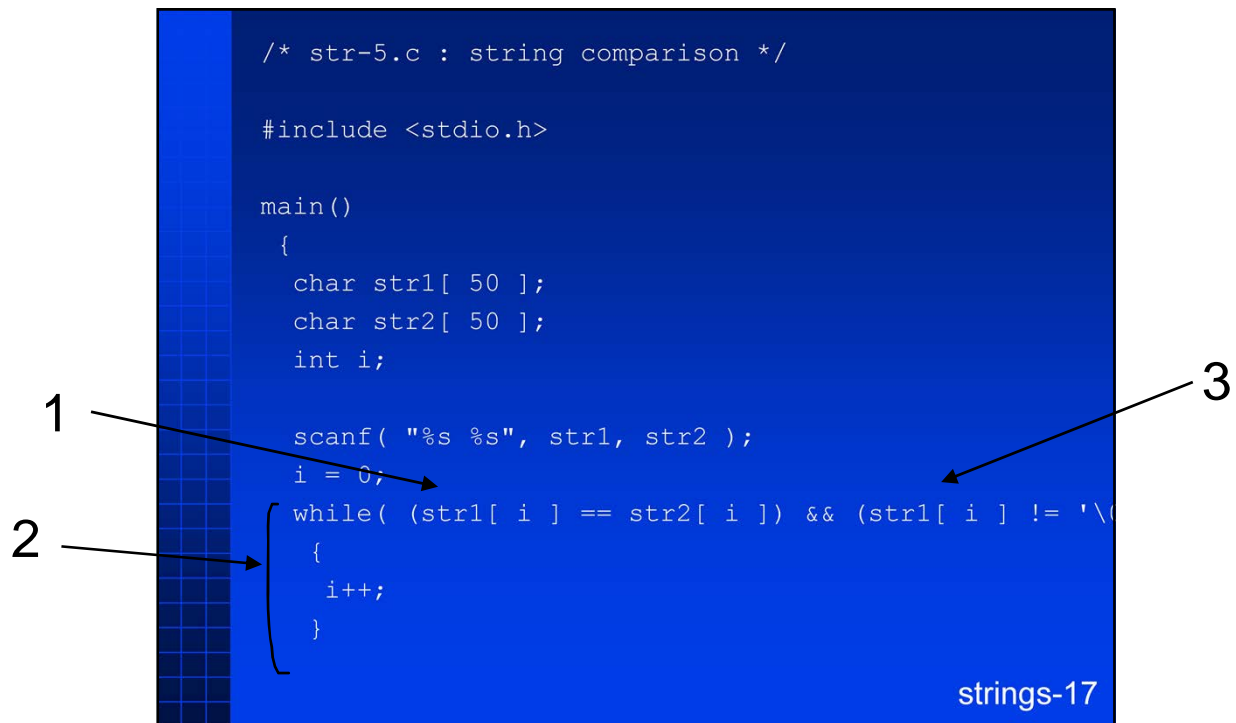 /* str-5.c : string comparison */
#include <stdio.h>
main()
{
char str1[ 50 ];
char str2[ 50 ];
int i;
1
3
scanf( "%s %s", str1, str2 );
i = 0;
2
while( (str1[ i ] == str2[ i ]) && (str1[ i ] != '\
{
i++;
}
strings-17